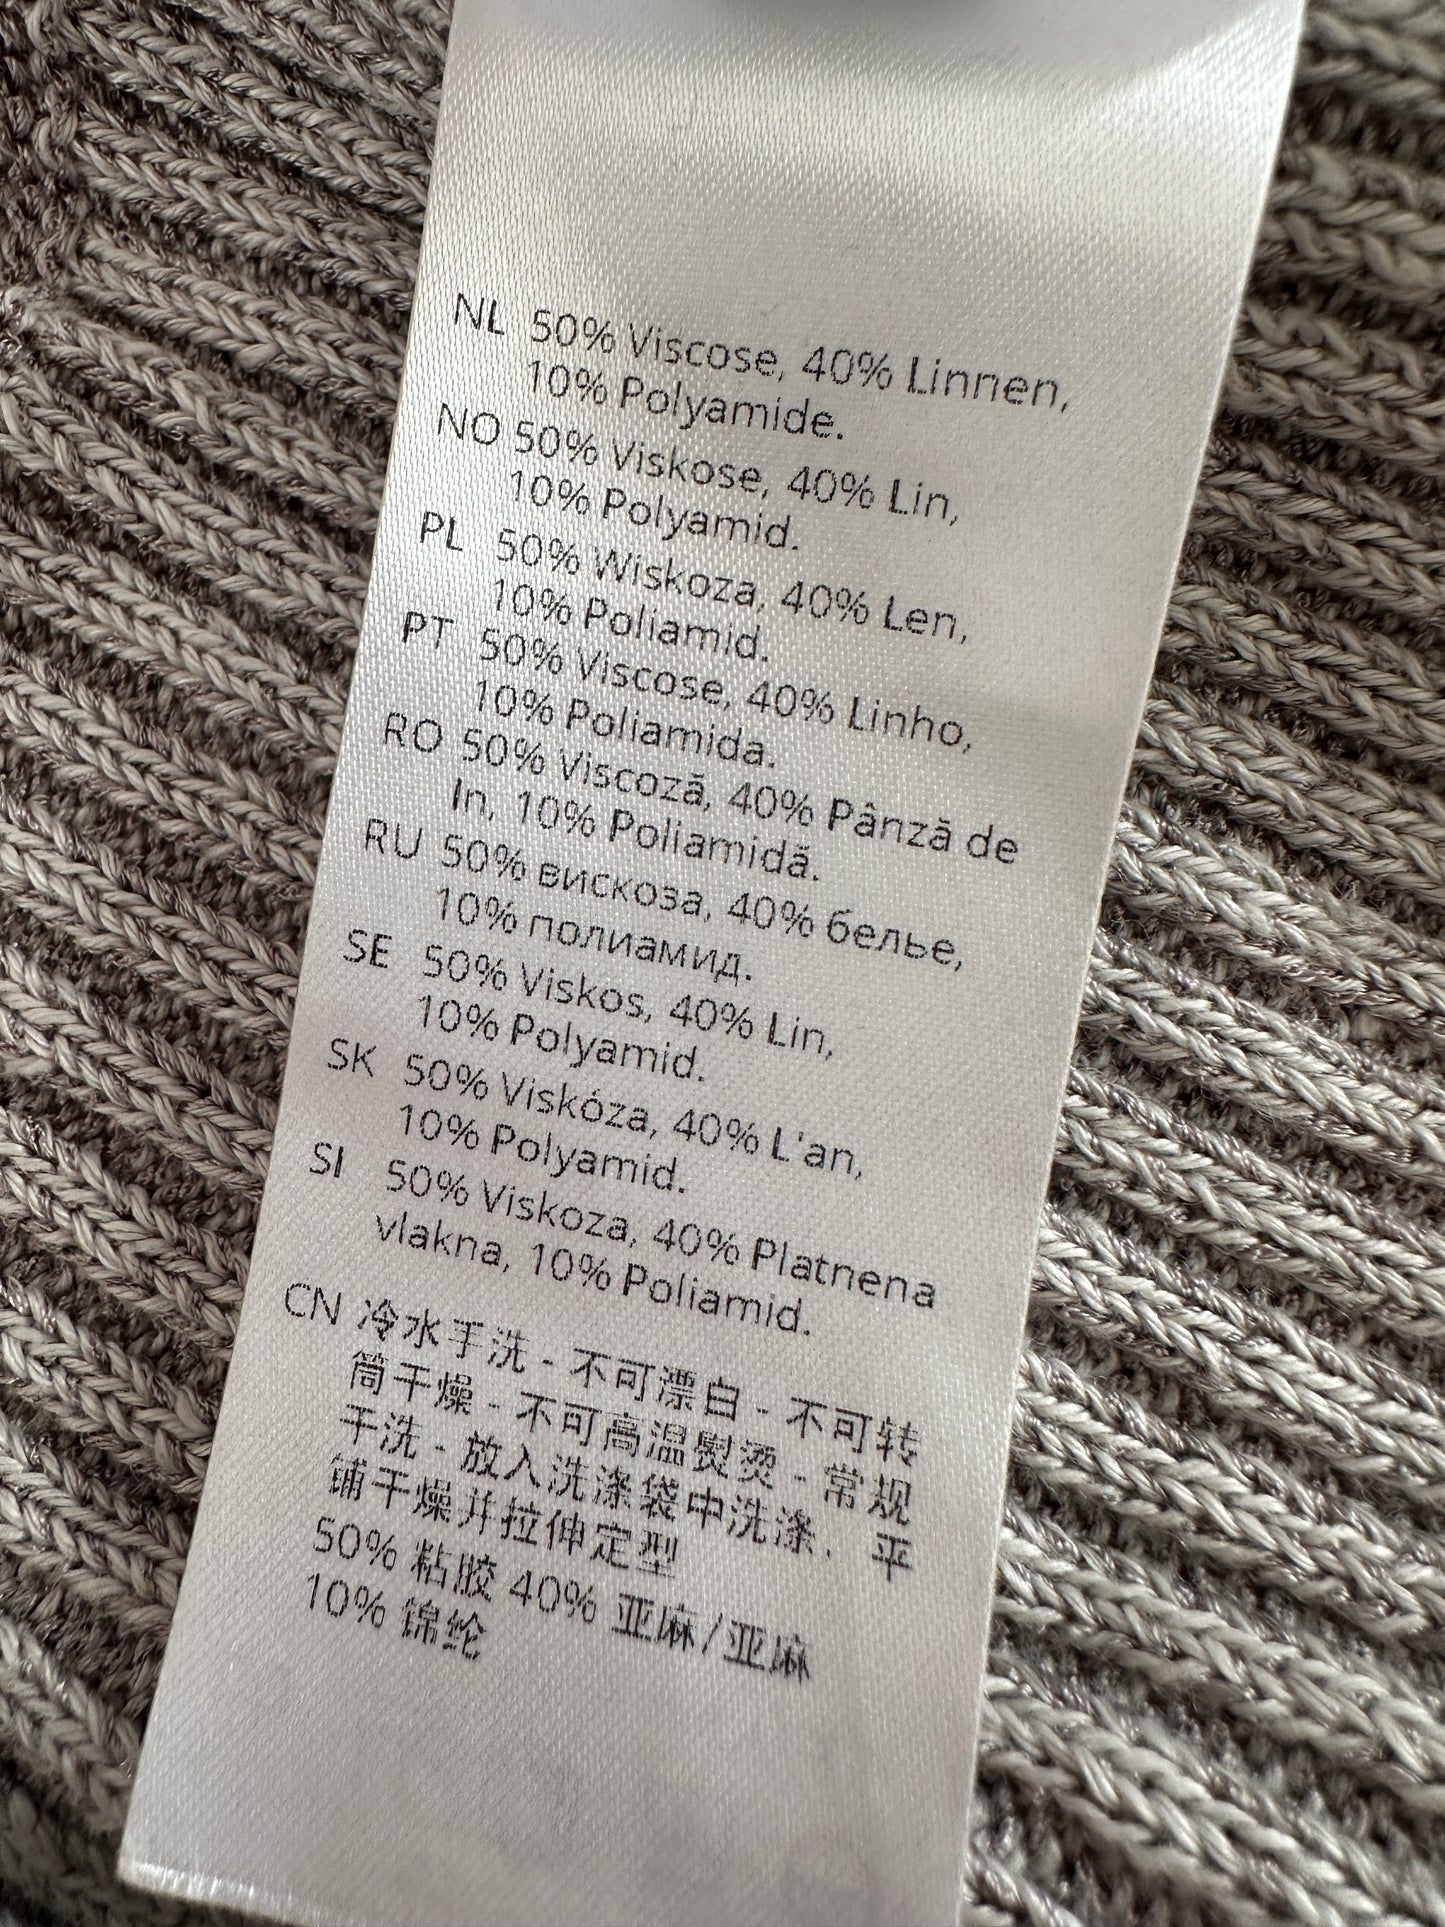 NL 50% Viscose, 40% Linnen,
10% Polyamide.
NO 50% Viskose, 40% Lin,
10% Polyamid.
PL 50% Wiskoza, 40% Len,
10% Poliamid.
PT 50% Viscose, 40% Linho,
10% Poliamida.
RO 50% Viscoză, 40% Pânză de
In, 10% Poliamidă.
RU 50% вискоза, 40% белье,
10% полиамид.
SE 50% Viskos, 40% Lin,
10% Polyamid.
SK 50% Viskóza, 40% L'an,
10% Polyamid.
SI 50% Viskoza, 40% Platnena
vlakna, 10% Poliamid.
CN 冷水手洗 - 不可漂白 - 不可转
筒干燥 - 不可高温熨烫 - 常规
干洗 - 放入洗涤袋中洗涤，平
铺干燥并拉伸定型
50% 粘胶 40% 亚麻/亚麻
10% 锦纶